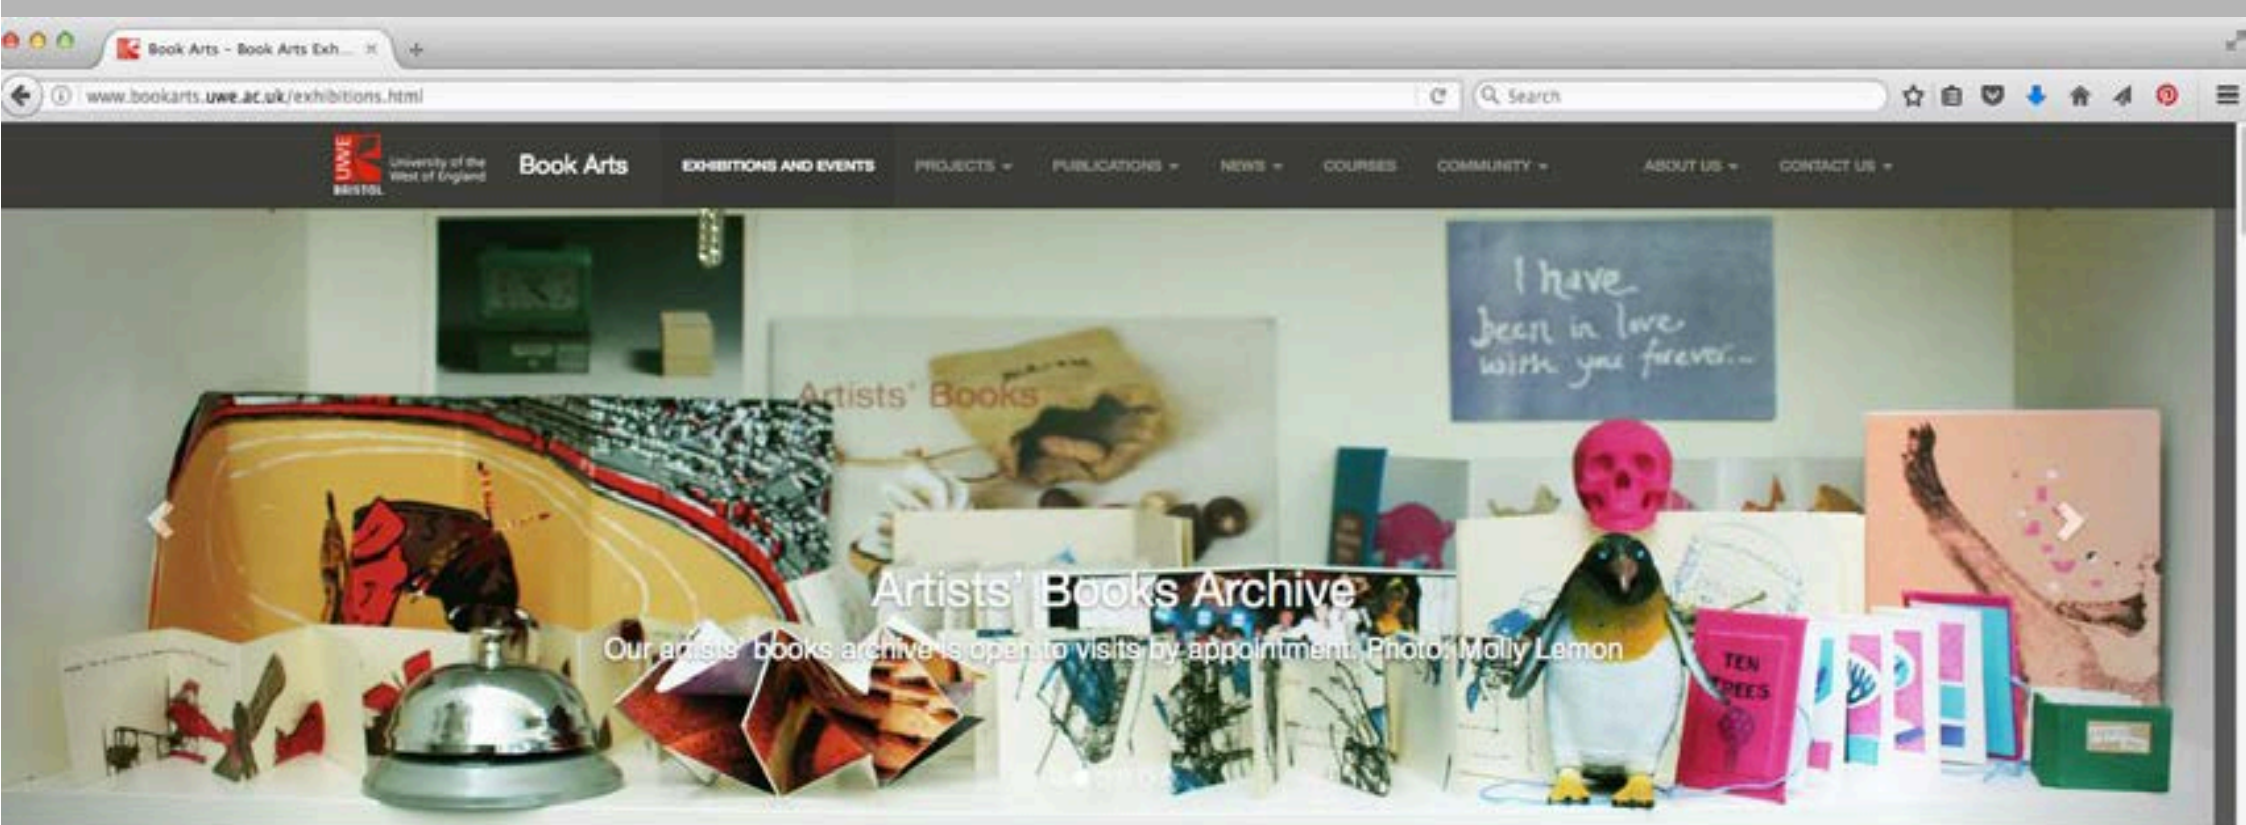 Book Arts - Book Arts Exh...
www.bookarts.uwe.ac.uk/exhibitions.html
Search
UWE
BRISTOL
University of the
West of England
Book Arts
EXHIBITIONS AND EVENTS
PROJECTS
PUBLICATIONS
NEWS
COURSES
COMMUNITY
ABOUT US
CONTACT US
I have
been in love
with you forever...
Artists' Books
Artists' Books Archive
Our artists' books archive is open to visits by appointment. Photo: Molly Lemon
TEN
TREES